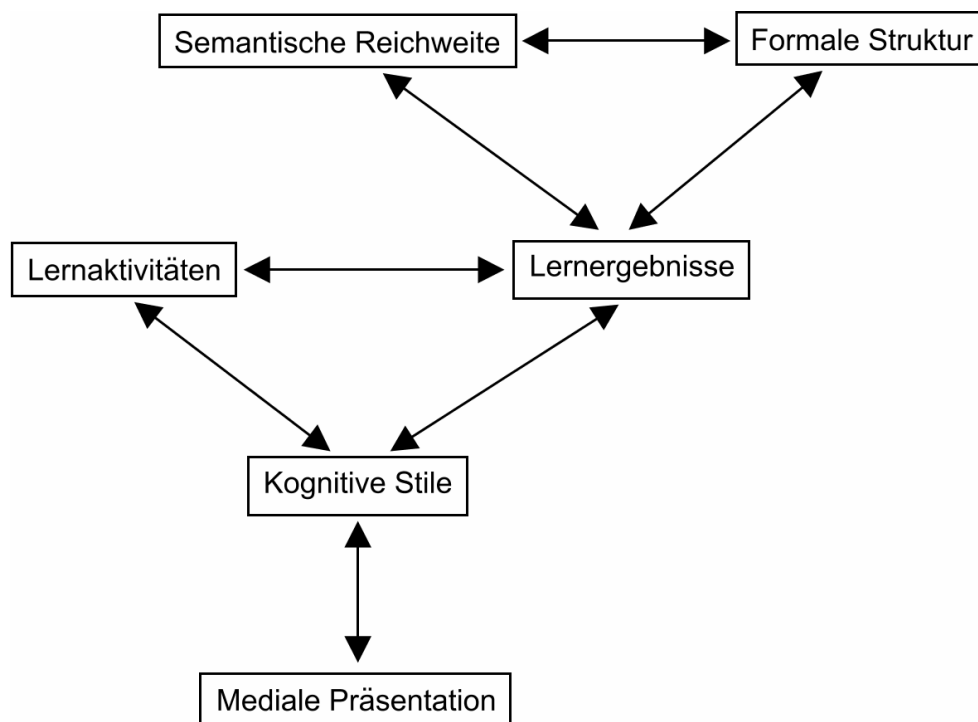 Semantische Reichweite
Formale Struktur
Lernaktivitäten
Lernergebnisse
Kognitive Stile
Mediale Präsentation